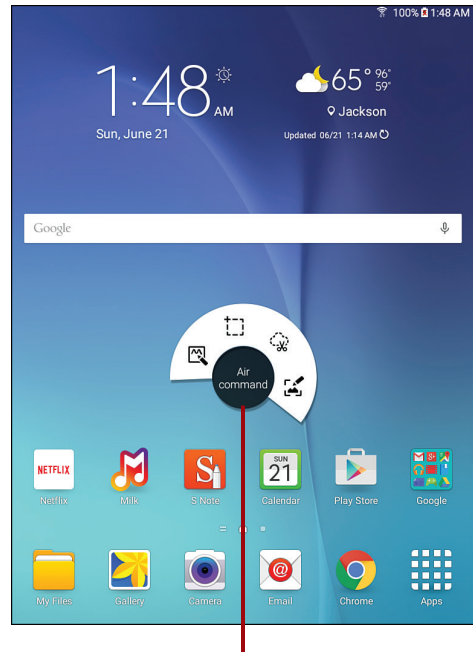 100% 1:48 AM
1:48 AM
Sun, June 21
65° 96°
59°
Jackson
Updated 06/21 1:14 AM
Google
Air
command
NETFLIX
S
SUN
21
Netflix
Milk
S Note
Calendar
Play Store
Google
@
My Files
Gallery
Camera
Email
Chrome
Apps